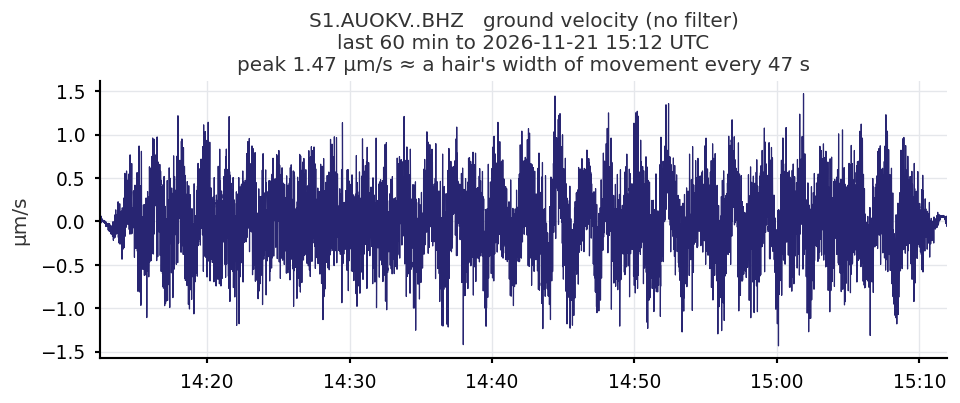 S1.AUOKV..BHZ   ground velocity (no filter)
last 60 min to 2026-11-21 15:12 UTC
peak 1.47 µm/s ≈ a hair's width of movement every 47 s
µm/s
1.5
1.0
0.5
0.0
−0.5
−1.0
−1.5
14:20 14:30 14:40 14:50 15:00 15:10